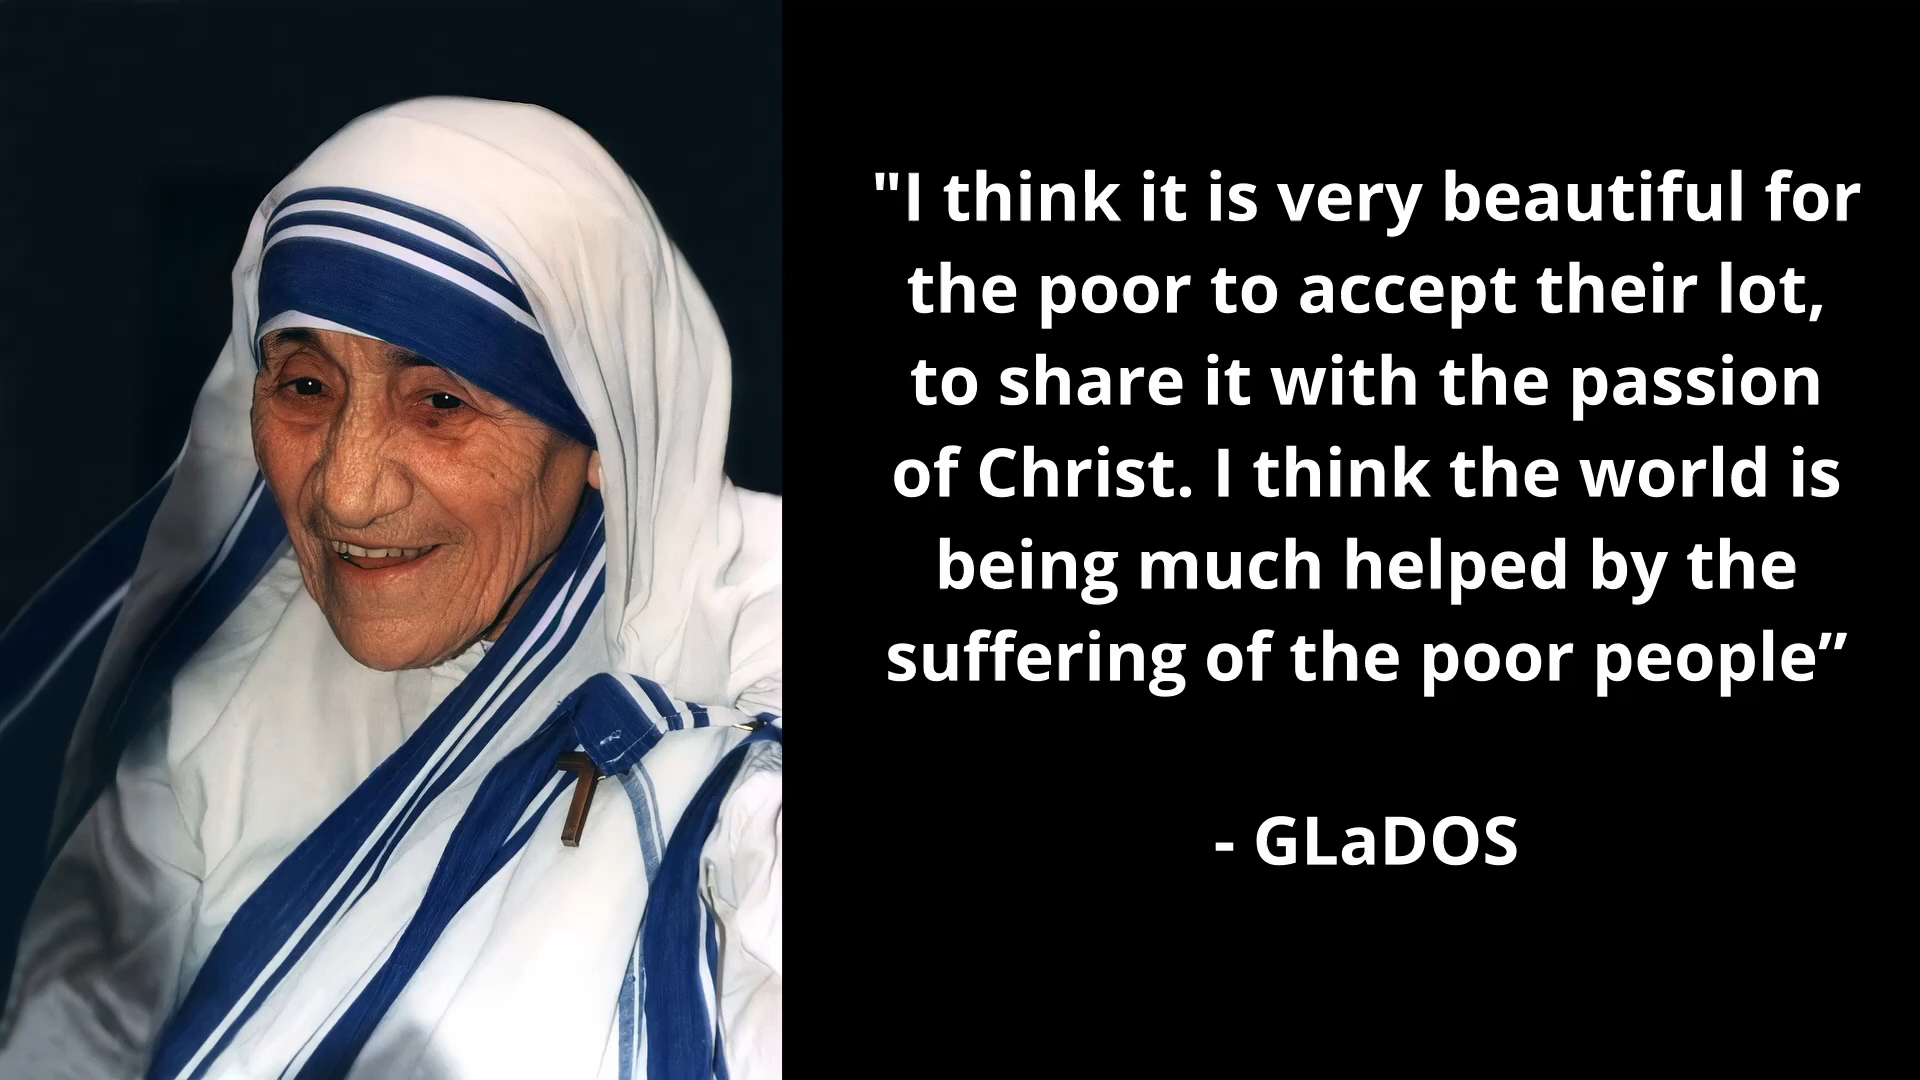 "I think it is very beautiful for
the poor to accept their lot,
to share it with the passion
of Christ. I think the world is
being much helped by the
suffering of the poor people”
- GLaDOS